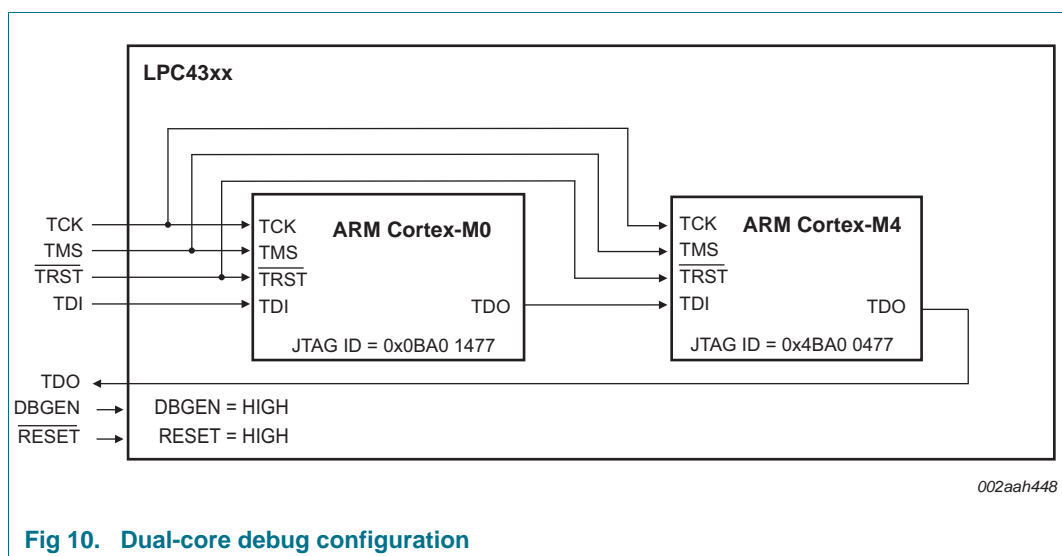 LPC43xx
TCK
TMS
TRST
TDI
TDO
DBGEN
RESET
TCK
TMS
TRST
TDI
ARM Cortex-M0
TDO
JTAG ID = 0x0BA0 1477
TCK
TMS
TRST
TDI
ARM Cortex-M4
TDO
JTAG ID = 0x4BA0 0477
DBGEN = HIGH
RESET = HIGH
002aah448
Fig 10. Dual-core debug configuration